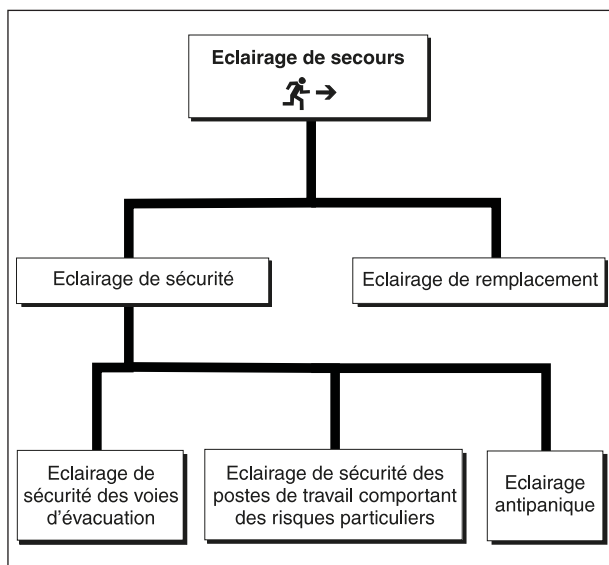 Eclairage de secours
Eclairage de sécurité
Eclairage de remplacement
Eclairage de
sécurité des voies
d'évacuation
Eclairage de sécurité des
postes de travail comportant
des risques particuliers
Eclairage
antipanique